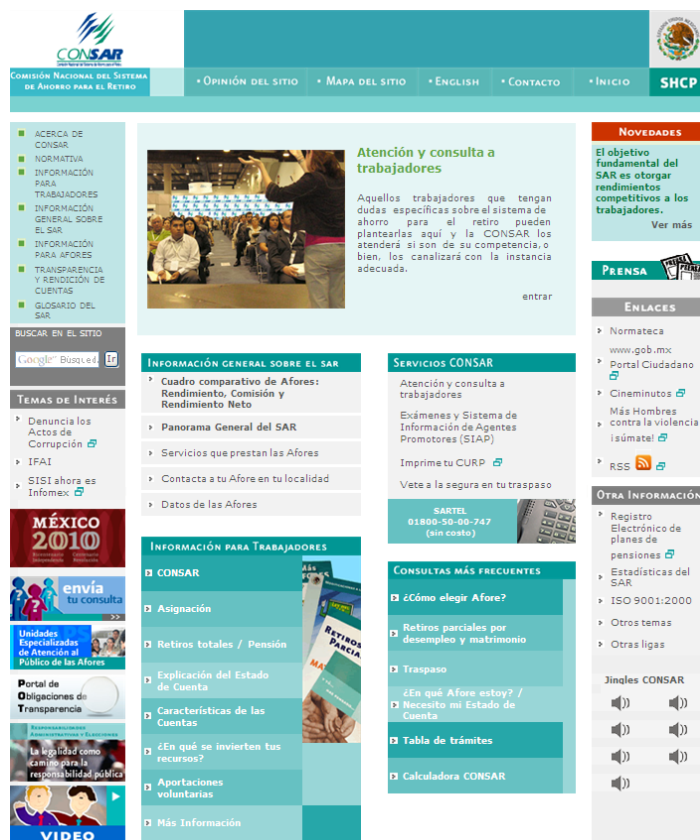 CONSAR
COMISIÓN NACIONAL DEL SISTEMA
DE AHORRO PARA EL RETIRO
• OPINIÓN DEL SITIO
• MAPA DEL SITIO
• ENGLISH
• CONTACTO
• INICIO
SHCP
ACERCA DE
CONSAR
NORMATIVA
INFORMACIÓN
PARA
TRABAJADORES
INFORMACIÓN
GENERAL SOBRE
EL SAR
INFORMACIÓN
PARA AFORES
TRANSPARENCIA
Y RENDICIÓN DE
CUENTAS
GLOSARIO DEL
SAR
BUSCAR EN EL SITIO
Google Búsqued
Ir
TEMAS DE INTERÉS
Denuncia los
Actos de
Corrupción
IFAI
SISI ahora es
Infomex
MÉXICO
2010
envía
tu consulta
>>
Unidades
Especializadas
de Atención al
Público de las Afores
Portal de
Obligaciones de
Transparencia
RESPONSABILIDADES
ADMINISTRATIVAS Y ELECCIONES
La legalidad como
camino para la
responsabilidad pública
VIDEO
Atención y consulta a
trabajadores
Aquellos trabajadores que tengan
dudas específicas sobre el sistema de
ahorro para el retiro pueden
plantearlas aquí y la CONSAR los
atenderá si son de su competencia, o
bien, los canalizará con la instancia
adecuada.
entrar
INFORMACIÓN GENERAL SOBRE EL SAR
Cuadro comparativo de Afores:
Rendimiento, Comisión y
Rendimiento Neto
Panorama General del SAR
Servicios que prestan las Afores
Contacta a tu Afore en tu localidad
Datos de las Afores
INFORMACIÓN PARA TRABAJADORES
CONSAR
Asignación
Retiros totales / Pensión
Explicación del Estado
de Cuenta
Características de las
Cuentas
¿En qué se invierten tus
recursos?
Aportaciones
voluntarias
Más Información
RETIROS
PARCIA
SERVICIOS CONSAR
Atención y consulta a
trabajadores
Exámenes y Sistema de
Información de Agentes
Promotores (SIAP)
Imprime tu CURP
Vete a la segura en tu traspaso
SARTEL
01800-50-00-747
(sin costo)
CONSULTAS MÁS FRECUENTES
¿Cómo elegir Afore?
Retiros parciales por
desempleo y matrimonio
Traspaso
¿En qué Afore estoy? /
Necesito mi Estado de
Cuenta
Tabla de trámites
Calculadora CONSAR
NOVEDADES
El objetivo
fundamental del
SAR es otorgar
rendimientos
competitivos a los
trabajadores.
Ver más
PRENSA
ENLACES
Normateca
www.gob.mx
Portal Ciudadano
Cineminutos
Más Hombres
contra la violencia
¡súmate!
RSS
OTRA INFORMACIÓN
Registro
Electrónico de
planes de
pensiones
Estadísticas del
SAR
ISO 9001:2000
Otros temas
Otras ligas
Jingles CONSAR